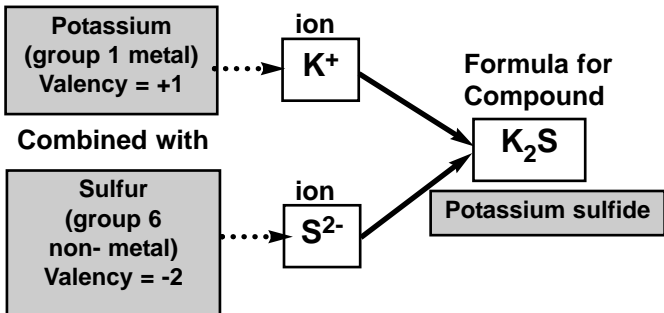 Potassium
(group 1 metal)
Valency = +1
ion
K⁺
Combined with
Sulfur
(group 6
non- metal)
Valency = -2
ion
S²⁻
Formula for
Compound
K₂S
Potassium sulfide